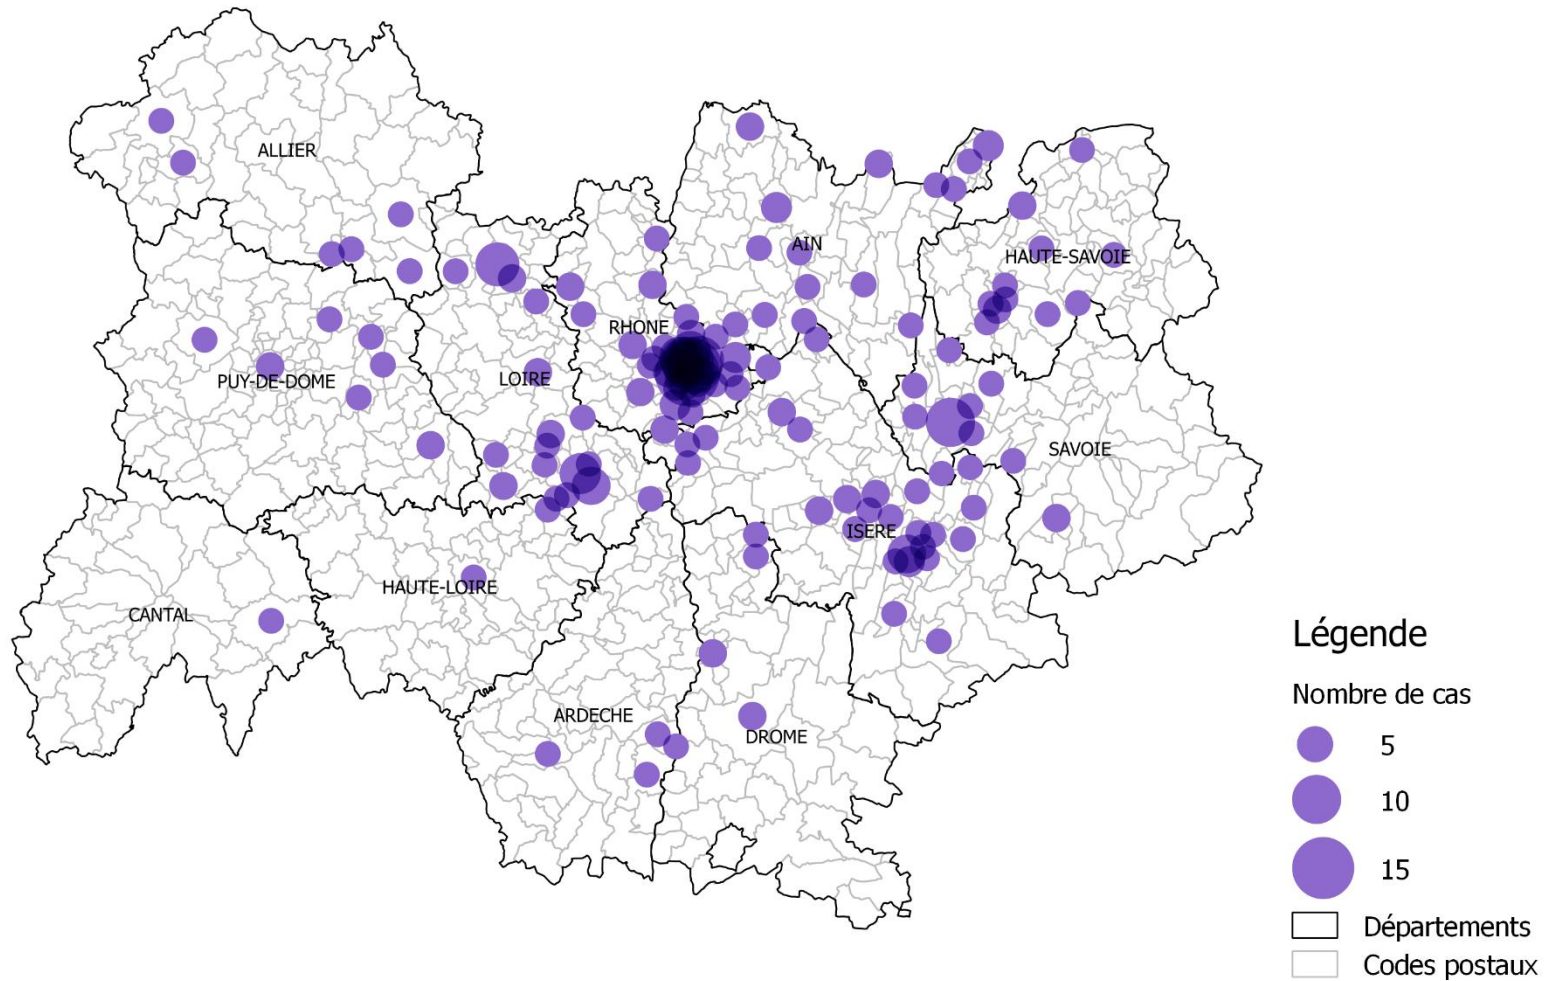 ALLIER
AIN
HAUTE-SAVOIE
RHONE
PUY-DE-DOME
LOIRE
SAVOIE
ISERE
HAUTE-LOIRE
CANTAL
ARDECHE
DROME
Légende
Nombre de cas
5
10
15
Départements
Codes postaux